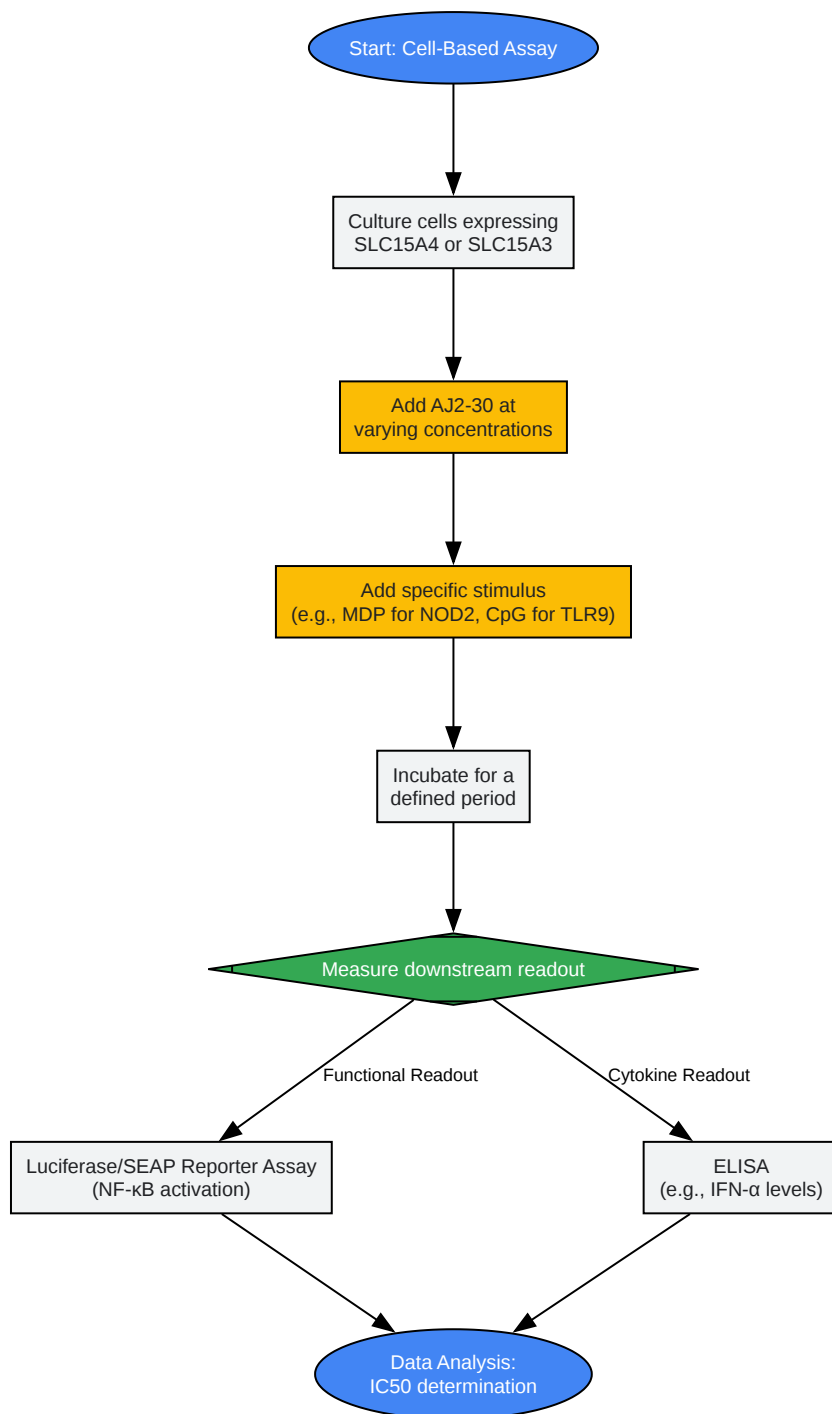 Start: Cell-Based Assay
Culture cells expressing
SLC15A4 or SLC15A3
Add AJ2-30 at
varying concentrations
Add specific stimulus
(e.g., MDP for NOD2, CpG for TLR9)
Incubate for a
defined period
Measure downstream readout
Functional Readout
Cytokine Readout
Luciferase/SEAP Reporter Assay
(NF-κB activation)
ELISA
(e.g., IFN-α levels)
Data Analysis:
IC50 determination